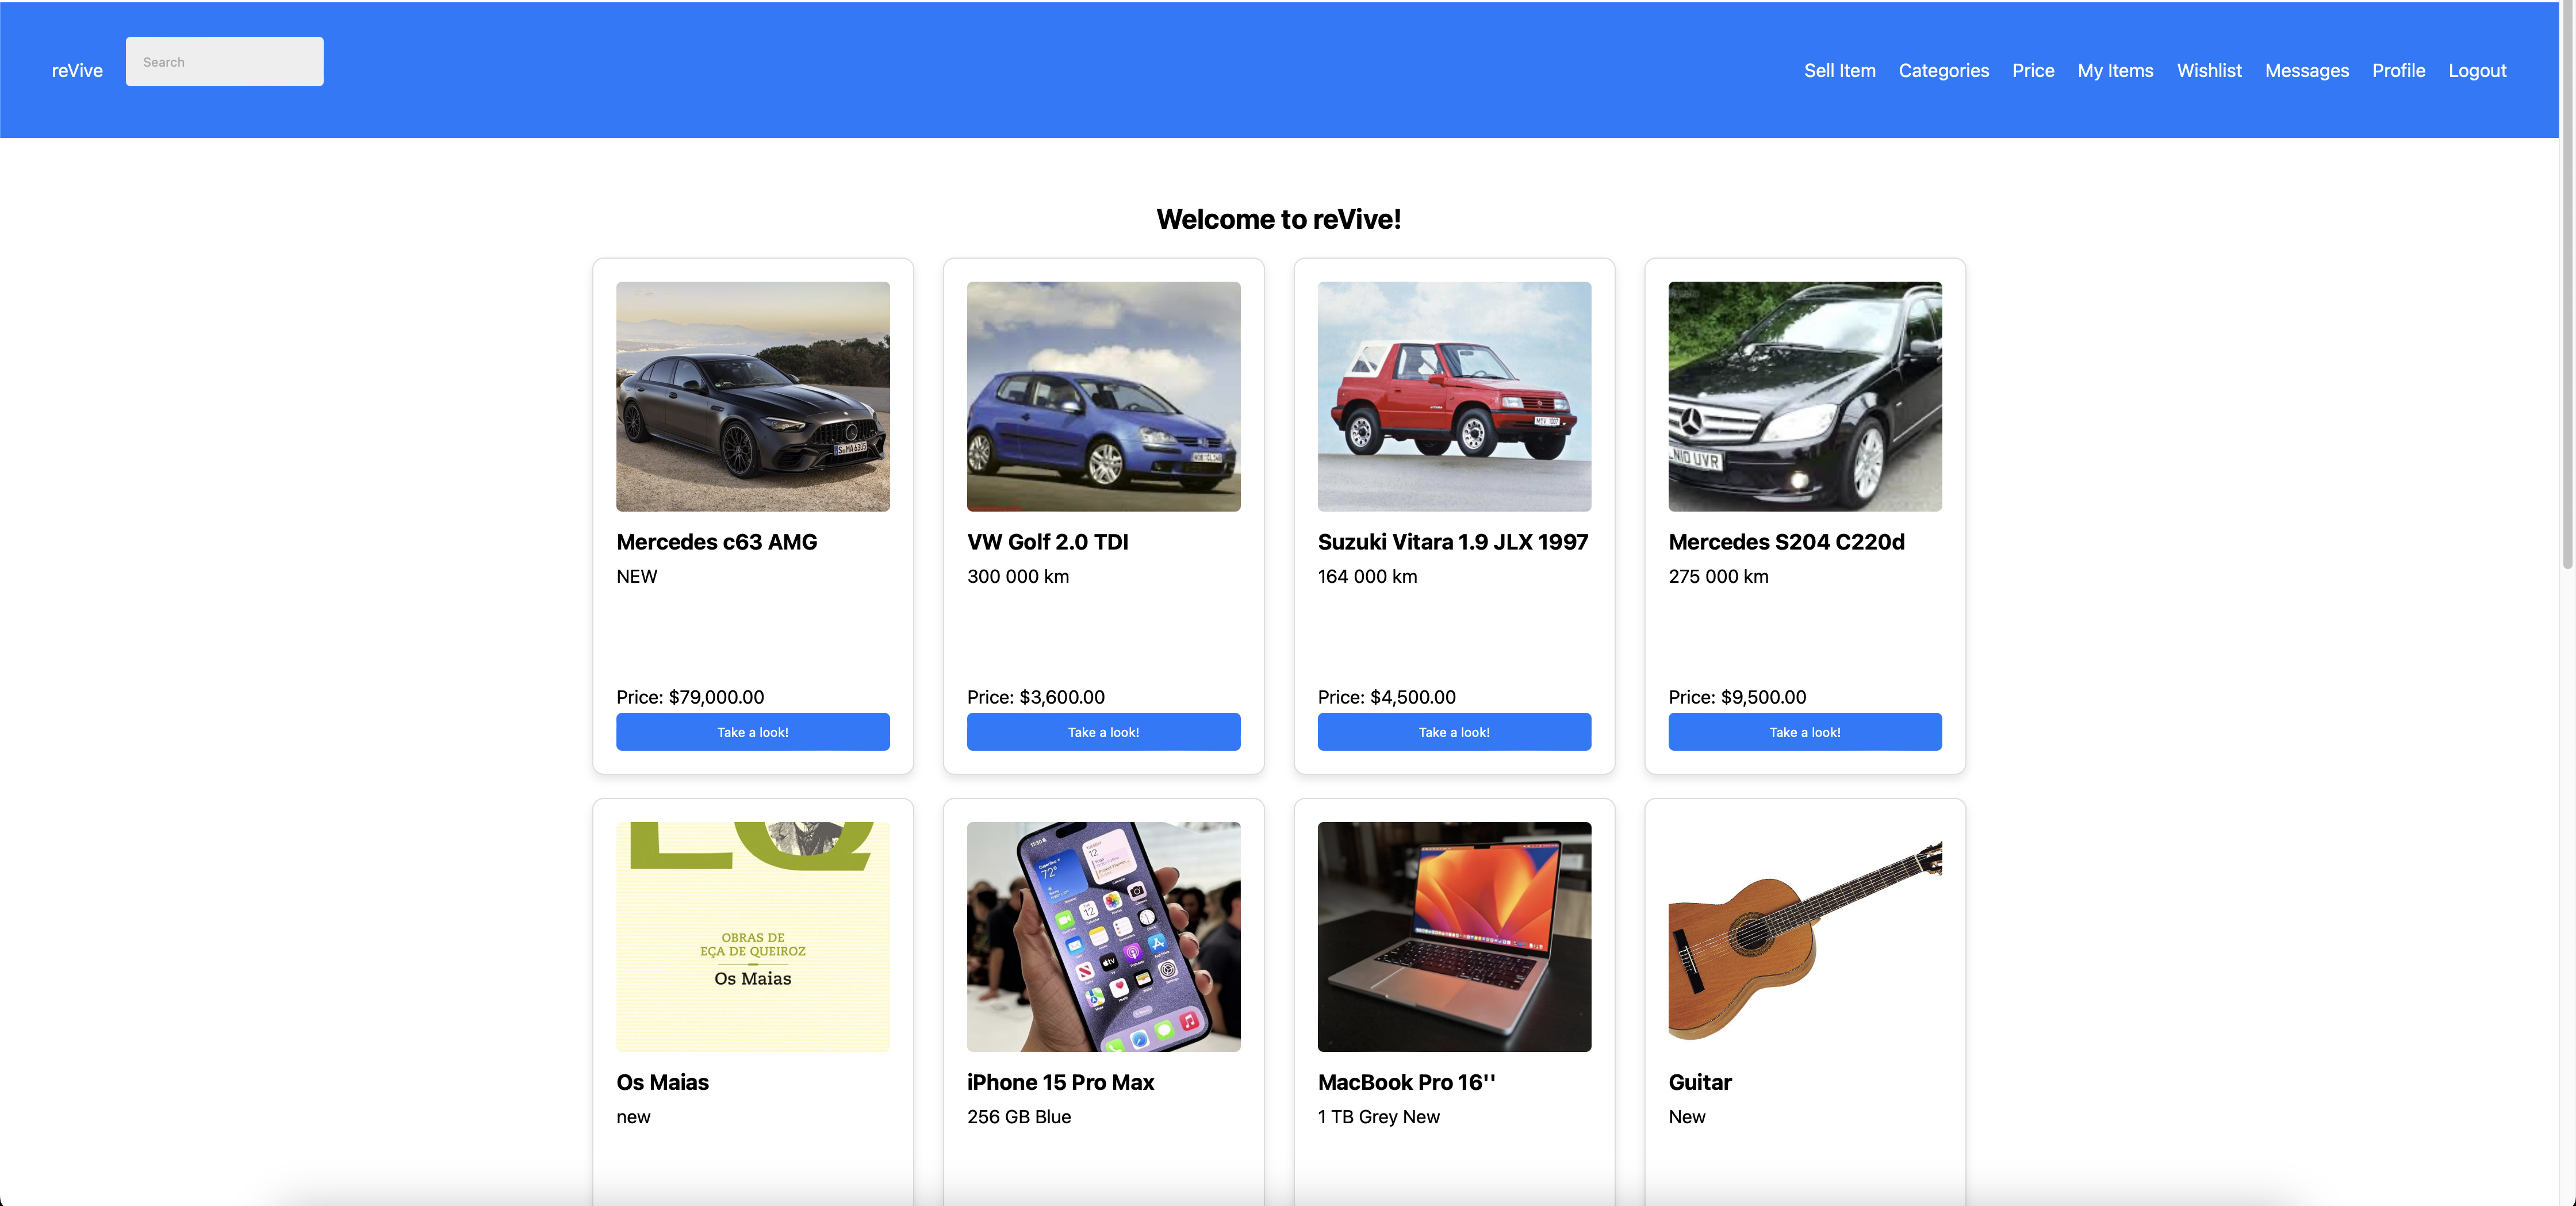 reVive
Search
Sell Item
Categories
Price
My Items
Wishlist
Messages
Profile
Logout
Welcome to reVive!
LN10 UVR
Mercedes c63 AMG
VW Golf 2.0 TDI
Suzuki Vitara 1.9 JLX 1997
Mercedes S204 C220d
NEW
300 000 km
164 000 km
275 000 km
Price: $79,000.00
Price: $3,600.00
Price: $4,500.00
Price: $9,500.00
Take a look!
Take a look!
Take a look!
Take a look!
OBRAS DE
EÇA DE QUEIROZ
Os Maias
Os Maias
iPhone 15 Pro Max
MacBook Pro 16''
Guitar
new
256 GB Blue
1 TB Grey New
New